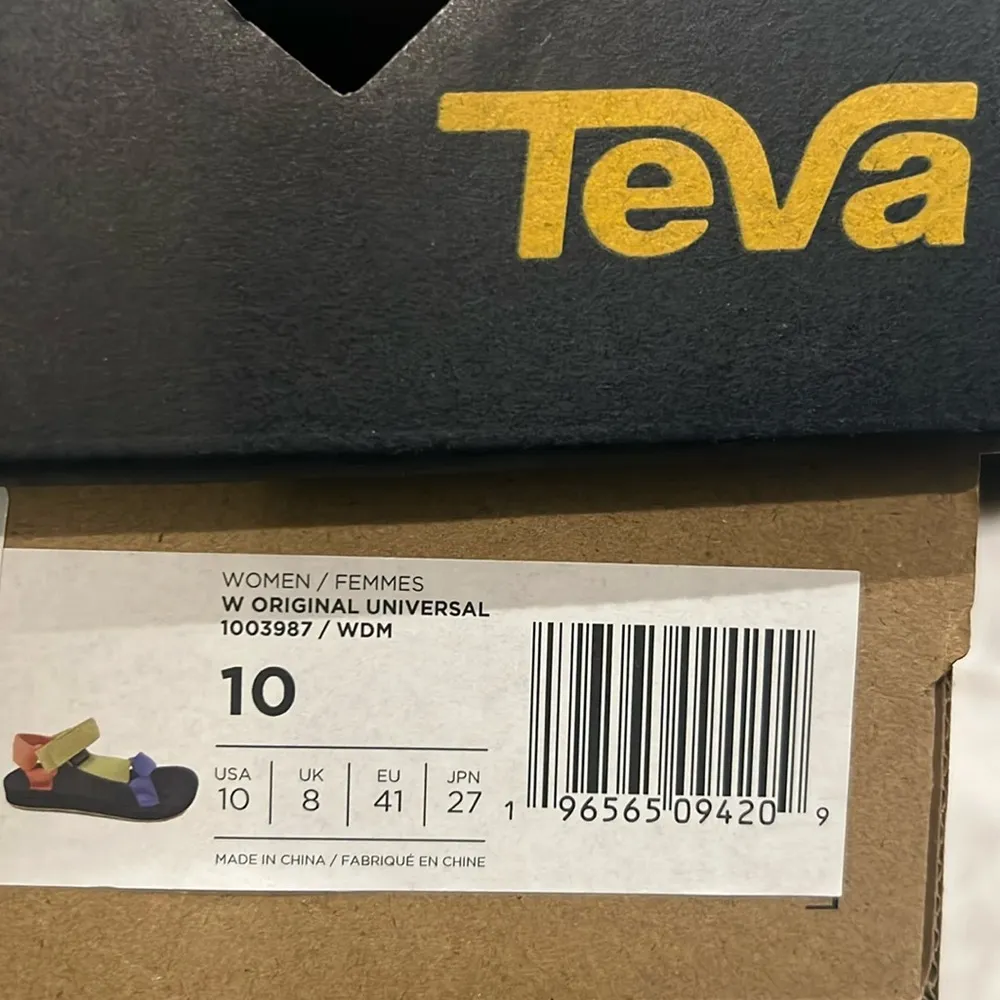 Teva
WOMEN / FEMMES
W ORIGINAL UNIVERSAL
1003987 / WDM
10
USA UK EU JPN
10 8 41 27
MADE IN CHINA / FABRIQUÉ EN CHINE
1 96565 09420 9